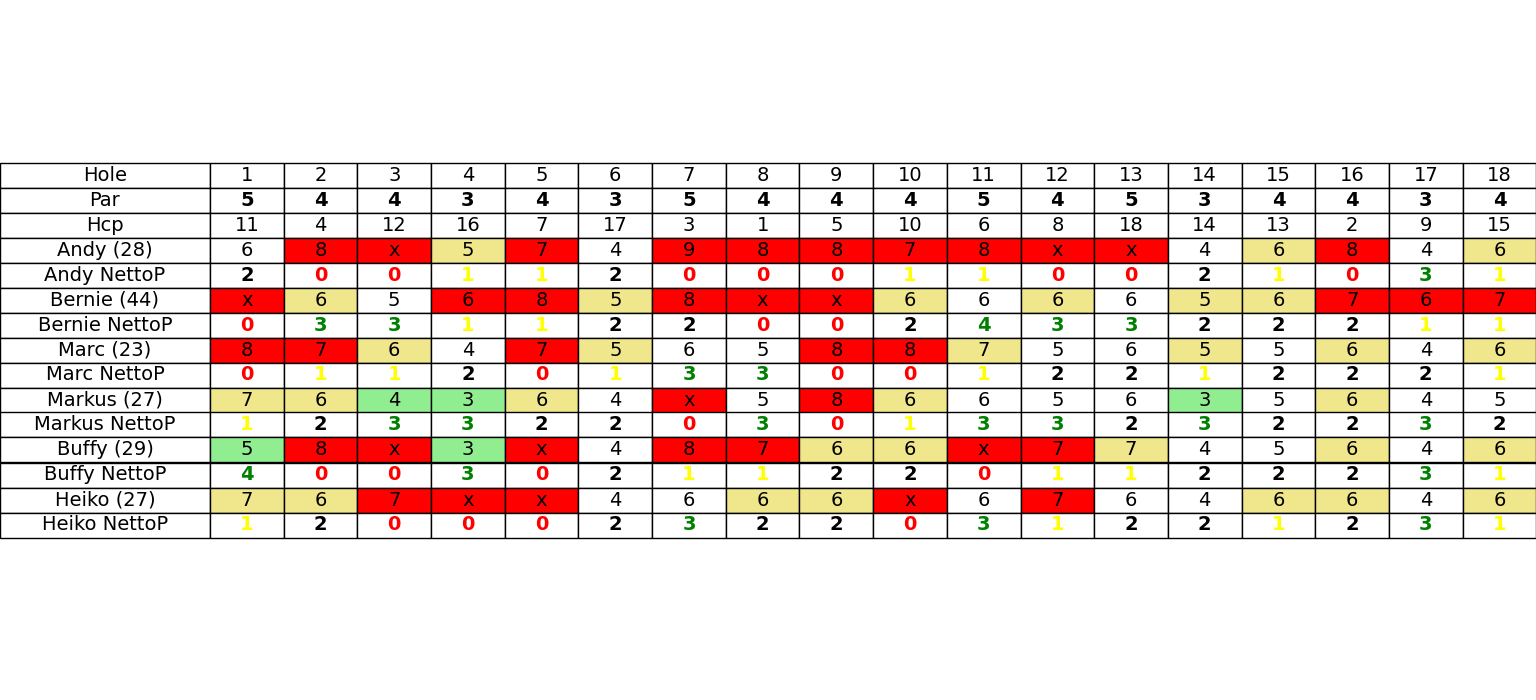 Hole 1 2 3 4 5 6 7 8 9 10 11 12 13 14 15 16 17 18
Par 5 4 4 3 4 3 5 4 4 4 5 4 5 3 4 4 3 4
Hcp 11 4 12 16 7 17 3 1 5 10 6 8 18 14 13 2 9 15
Andy (28) 6 8 x 5 7 4 9 8 8 7 8 x x 4 6 8 4 6
Andy NettoP 2 0 0 1 1 2 0 0 0 1 1 0 0 2 1 0 3 1
Bernie (44) x 6 5 6 8 5 8 x x 6 6 6 6 5 6 7 6 7
Bernie NettoP 0 3 3 1 1 2 2 0 0 2 4 3 3 2 2 2 1 1
Marc (23) 8 7 6 4 7 5 6 5 8 8 7 5 6 5 5 6 4 6
Marc NettoP 0 1 1 2 0 1 3 3 0 0 1 2 2 1 2 2 2 1
Markus (27) 7 6 4 3 6 4 x 5 8 6 6 5 6 3 5 6 4 5
Markus NettoP 1 2 3 3 2 2 0 3 0 1 3 3 2 3 2 2 3 2
Buffy (29) 5 8 x 3 x 4 8 7 6 6 x 7 7 4 5 6 4 6
Buffy NettoP 4 0 0 3 0 2 1 1 2 2 0 1 1 2 2 2 3 1
Heiko (27) 7 6 7 x x 4 6 6 6 x 6 7 6 4 6 6 4 6
Heiko NettoP 1 2 0 0 0 2 3 2 2 0 3 1 2 2 1 2 3 1